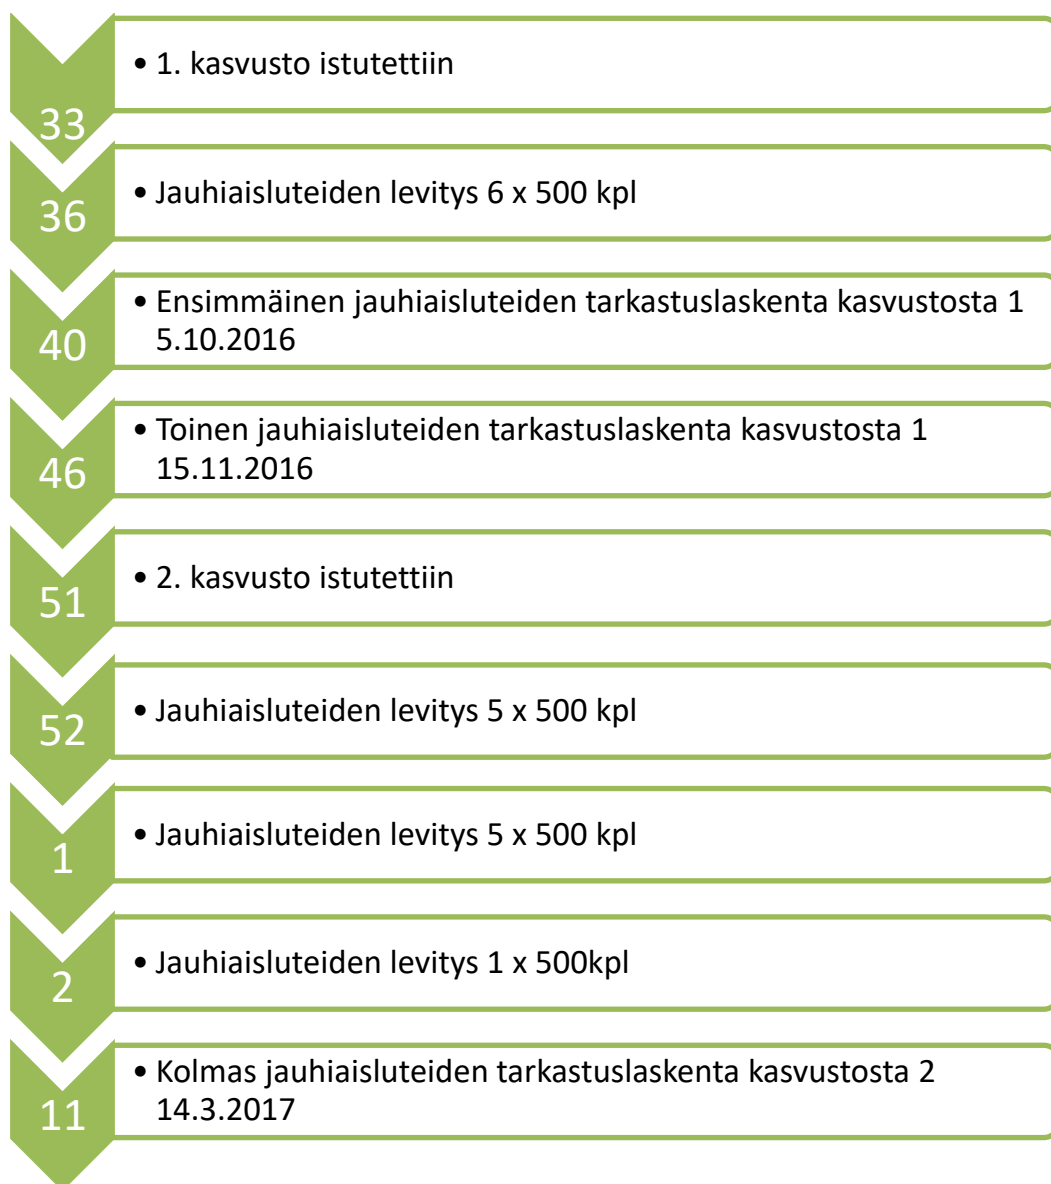 33
• 1. kasvusto istutettiin
36
• Jauhiaisluteiden levitys 6 x 500 kpl
40
• Ensimmäinen jauhiaisluteiden tarkastuslaskenta kasvustosta 1
5.10.2016
46
• Toinen jauhiaisluteiden tarkastuslaskenta kasvustosta 1
15.11.2016
51
• 2. kasvusto istutettiin
52
• Jauhiaisluteiden levitys 5 x 500 kpl
1
• Jauhiaisluteiden levitys 5 x 500 kpl
2
• Jauhiaisluteiden levitys 1 x 500kpl
11
• Kolmas jauhiaisluteiden tarkastuslaskenta kasvustosta 2
14.3.2017